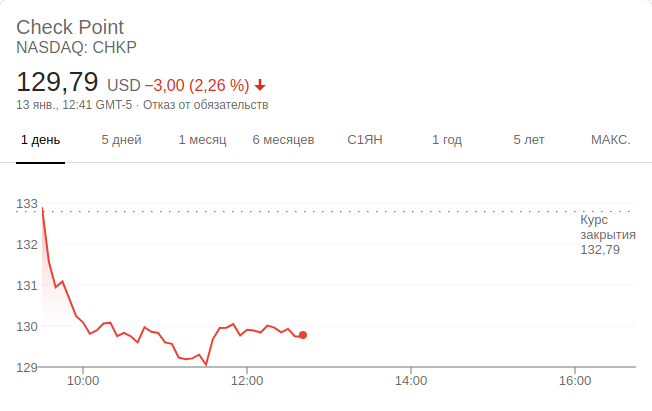 Check Point
NASDAQ: CHKP
129,79 USD −3,00 (2,26 %)
13 янв., 12:41 GMT-5 · Отказ от обязательств
1 день 5 дней 1 месяц 6 месяцев С1ЯН 1 год 5 лет МАКС.
133
Курс
закрытия
132,79
132
131
130
129
10:00 12:00 14:00 16:00